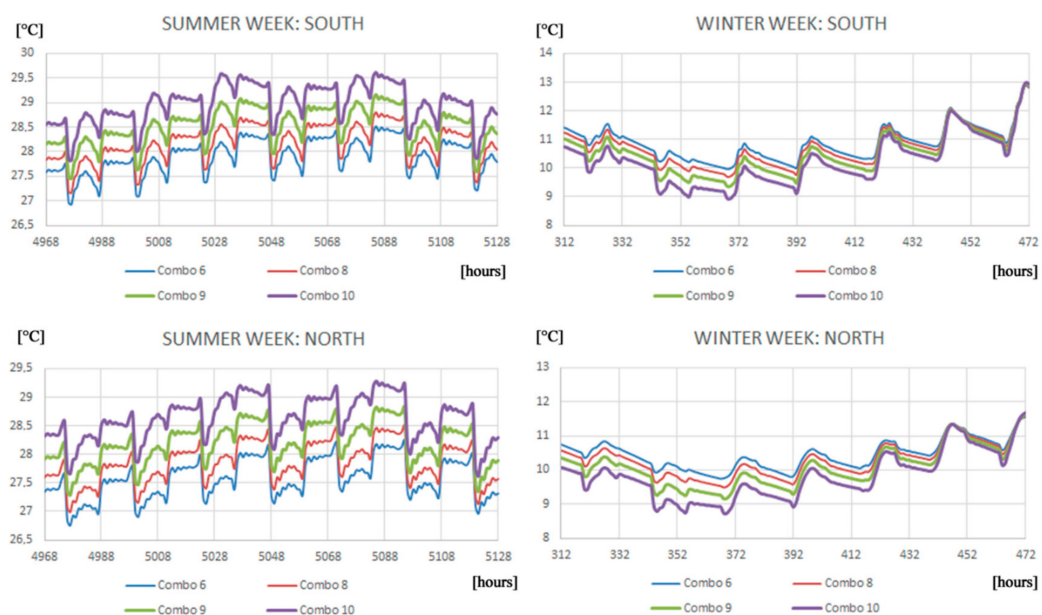 SUMMER WEEK: SOUTH
[°C]
30
29.5
29
28.5
28
27.5
27
26,5
4968 4988 5008 5028 5048 5068 5088 5108 5128
[hours]
Combo 6 Combo 8
Combo 9 Combo 10
WINTER WEEK: SOUTH
[°C]
14
13
12
11
10
9
8
312 332 352 372 392 412 432 452 472
[hours]
Combo 6 Combo 8
Combo 9 Combo 10
SUMMER WEEK: NORTH
[°C]
29.5
29
28.5
28
27.5
27
26,5
4968 4988 5008 5028 5048 5068 5088 5108 5128
[hours]
Combo 6 Combo 8
Combo 9 Combo 10
WINTER WEEK: NORTH
[°C]
13
12
11
10
9
8
312 332 352 372 392 412 432 452 472
[hours]
Combo 6 Combo 8
Combo 9 Combo 10